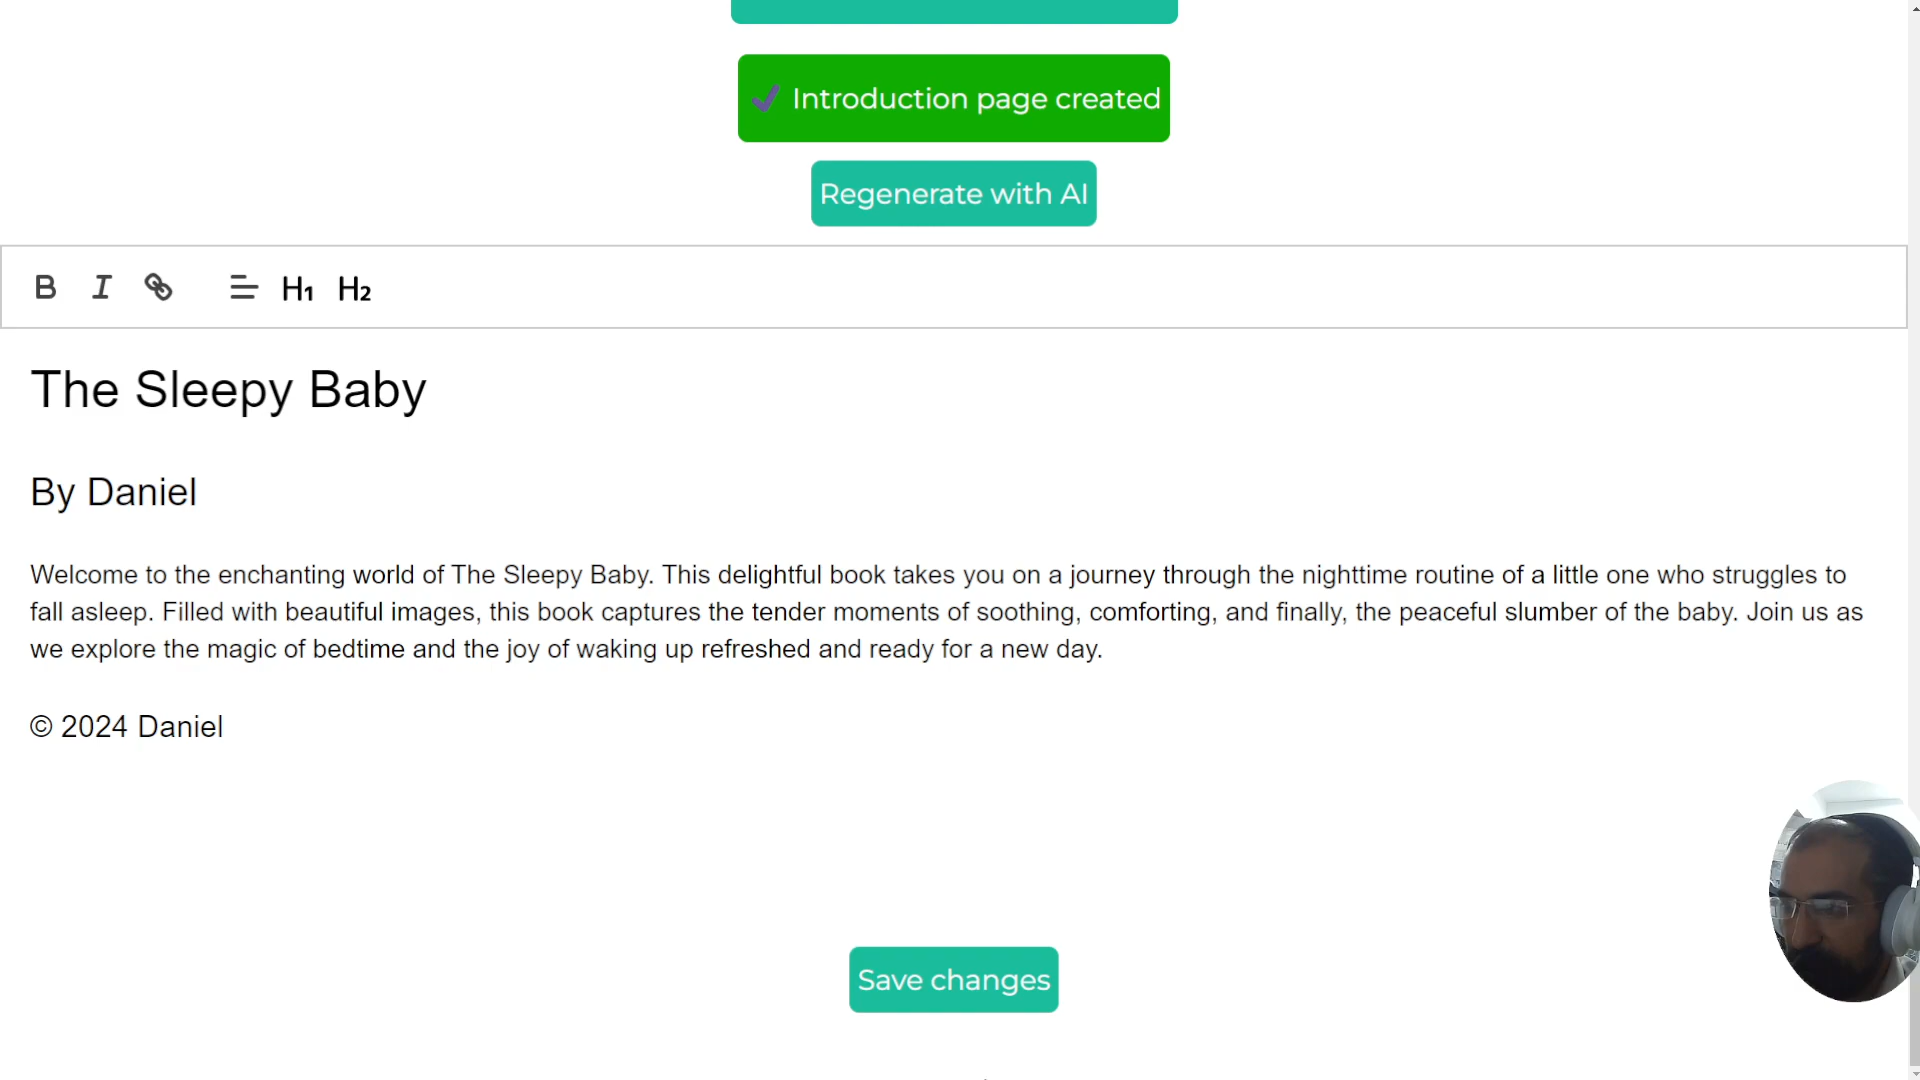 Introduction page created
Regenerate with AI
B I H1 H2
The Sleepy Baby
By Daniel
Welcome to the enchanting world of The Sleepy Baby. This delightful book takes you on a journey through the nighttime routine of a little one who struggles to
fall asleep. Filled with beautiful images, this book captures the tender moments of soothing, comforting, and finally, the peaceful slumber of the baby. Join us as
we explore the magic of bedtime and the joy of waking up refreshed and ready for a new day.
© 2024 Daniel
Save changes